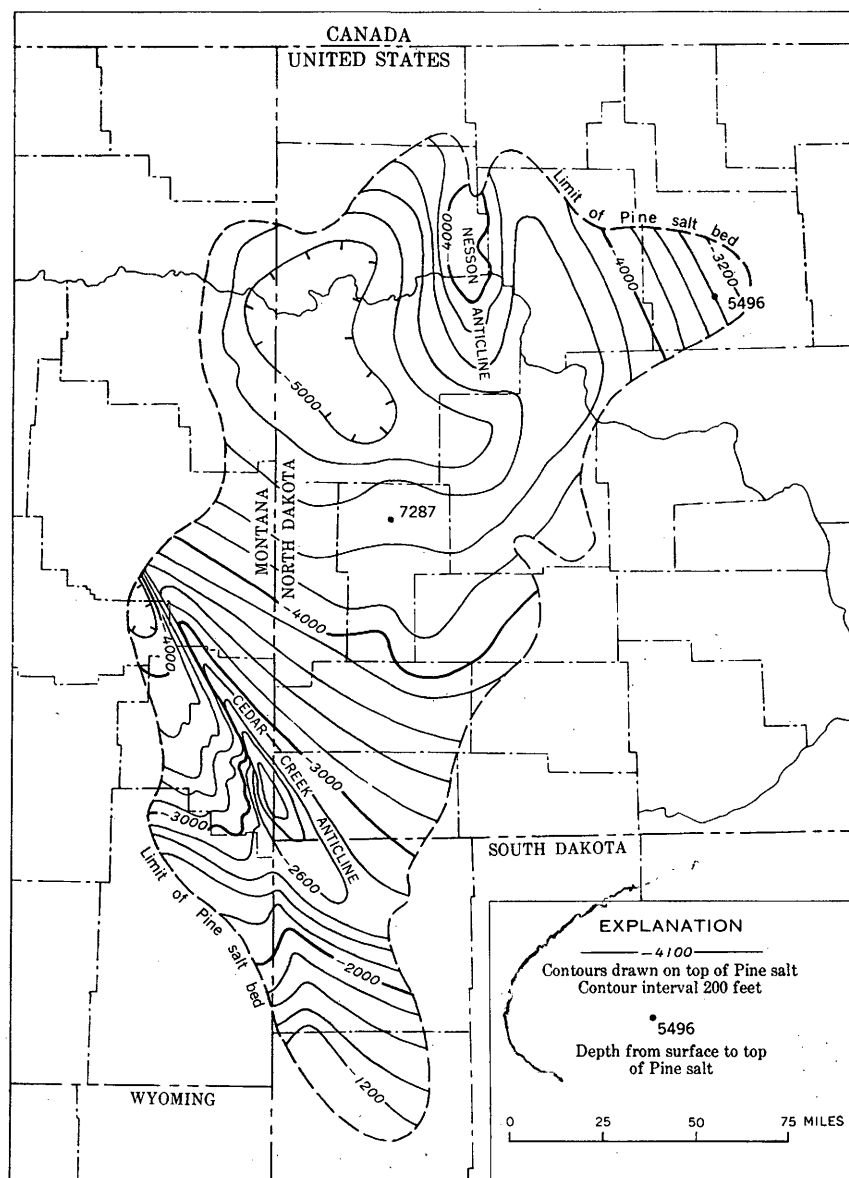 CANADA
UNITED STATES
Limit of Pine salt bed
4000
NESSON
ANTICLINE
-4000
-3200
5496
-5000
MONTANA
NORTH DAKOTA
7287
-4000
-4000
CEDAR CREEK ANTICLINE
-3000
-3000
-2600
SOUTH DAKOTA
Limit of Pine salt bed
-2000
-1200
WYOMING
EXPLANATION
-4100
Contours drawn on top of Pine salt
Contour interval 200 feet
5496
Depth from surface to top
of Pine salt
0 25 50 75 MILES